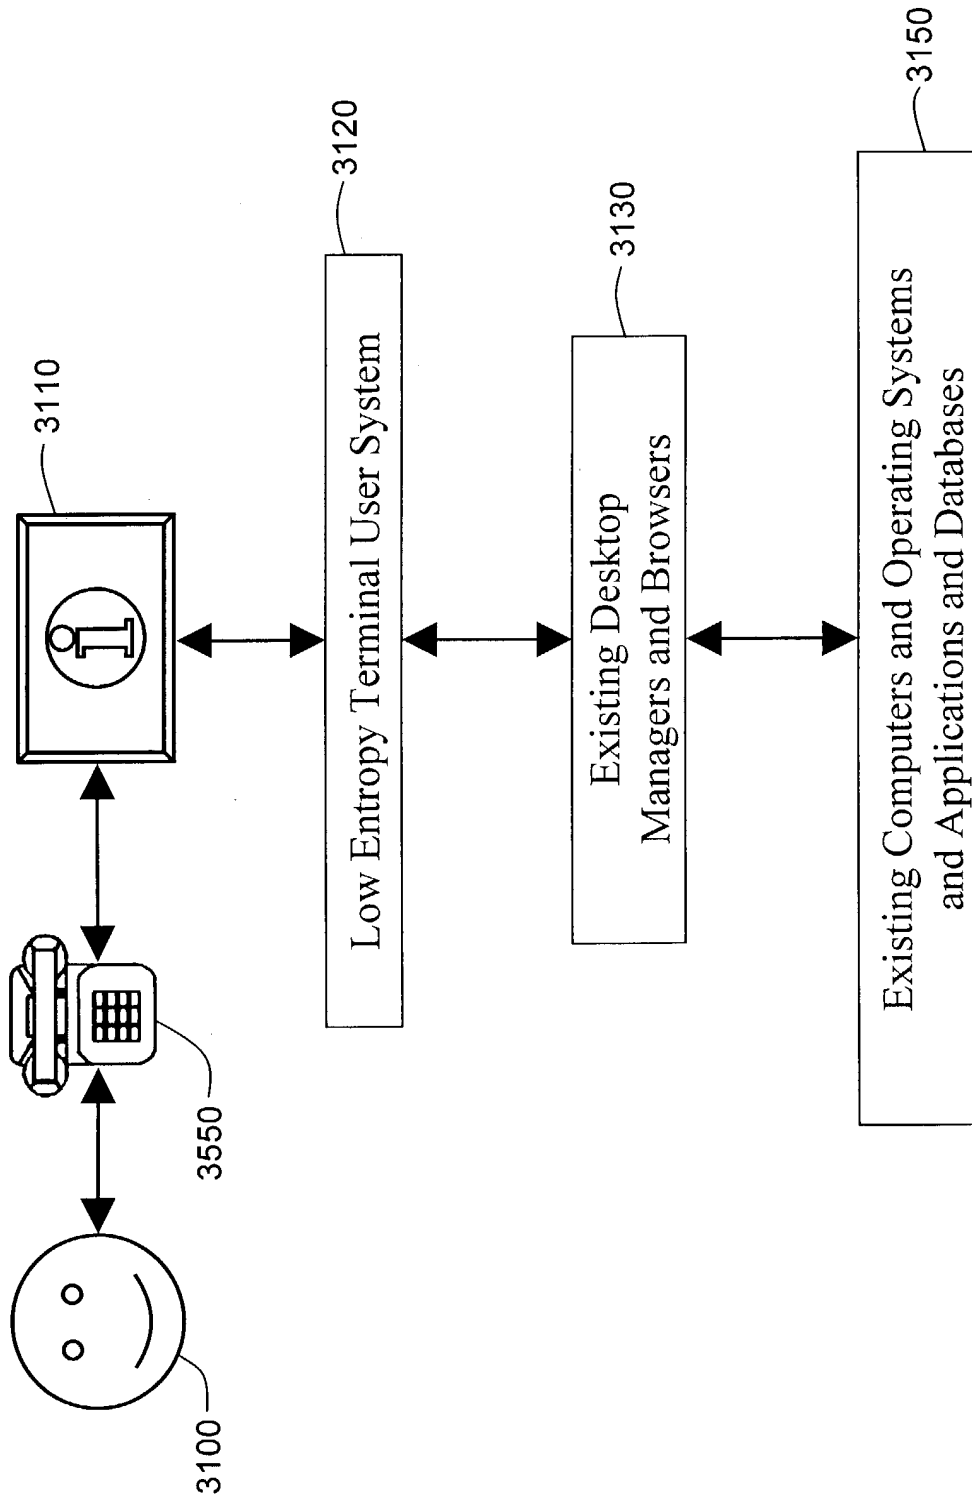 3100
3550
3110
i
Low Entropy Terminal User System
3120
Existing Desktop
Managers and Browsers
3130
Existing Computers and Operating Systems
and Applications and Databases
3150